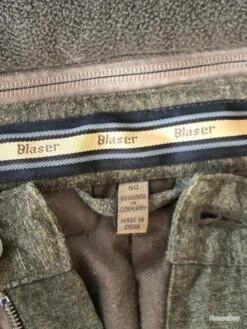 Blaser Blaser Blaser
50
DESIGNED
IN
GERMANY
MADE IN
CHINA